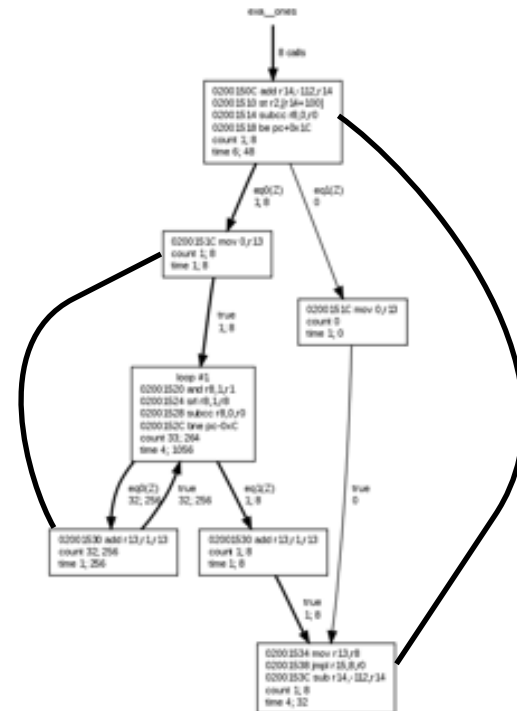 exa__ones
8 calls
0200150C add r14,-112,r14
02001510 st r2,[r14+100]
02001514 subcc r8,0,r0
02001518 be pc+0x1C
count 1, 8
time 6; 48
eq0(Z)
1, 8
eq1(Z)
0
0200151C mov 0,r13
count 1; 8
time 1, 8
0200151C mov 0,r13
count 0
time 1, 0
true
1, 8
loop #1
02001520 and r8,1,r1
02001524 srl r8,1,r8
02001528 subcc r8,0,r0
0200152C bne pc-0xC
count 33, 264
time 4; 1056
eq0(Z)
32, 256
true
32, 256
eq1(Z)
1, 8
true
0
02001530 add r13,r1,r13
count 32, 256
time 1, 256
02001530 add r13,r1,r13
count 1, 8
time 1; 8
true
1; 8
02001534 mov r13,r8
02001538 jmpl r15,8,r0
0200153C sub r14,-112,r14
count 1, 8
time 4; 32